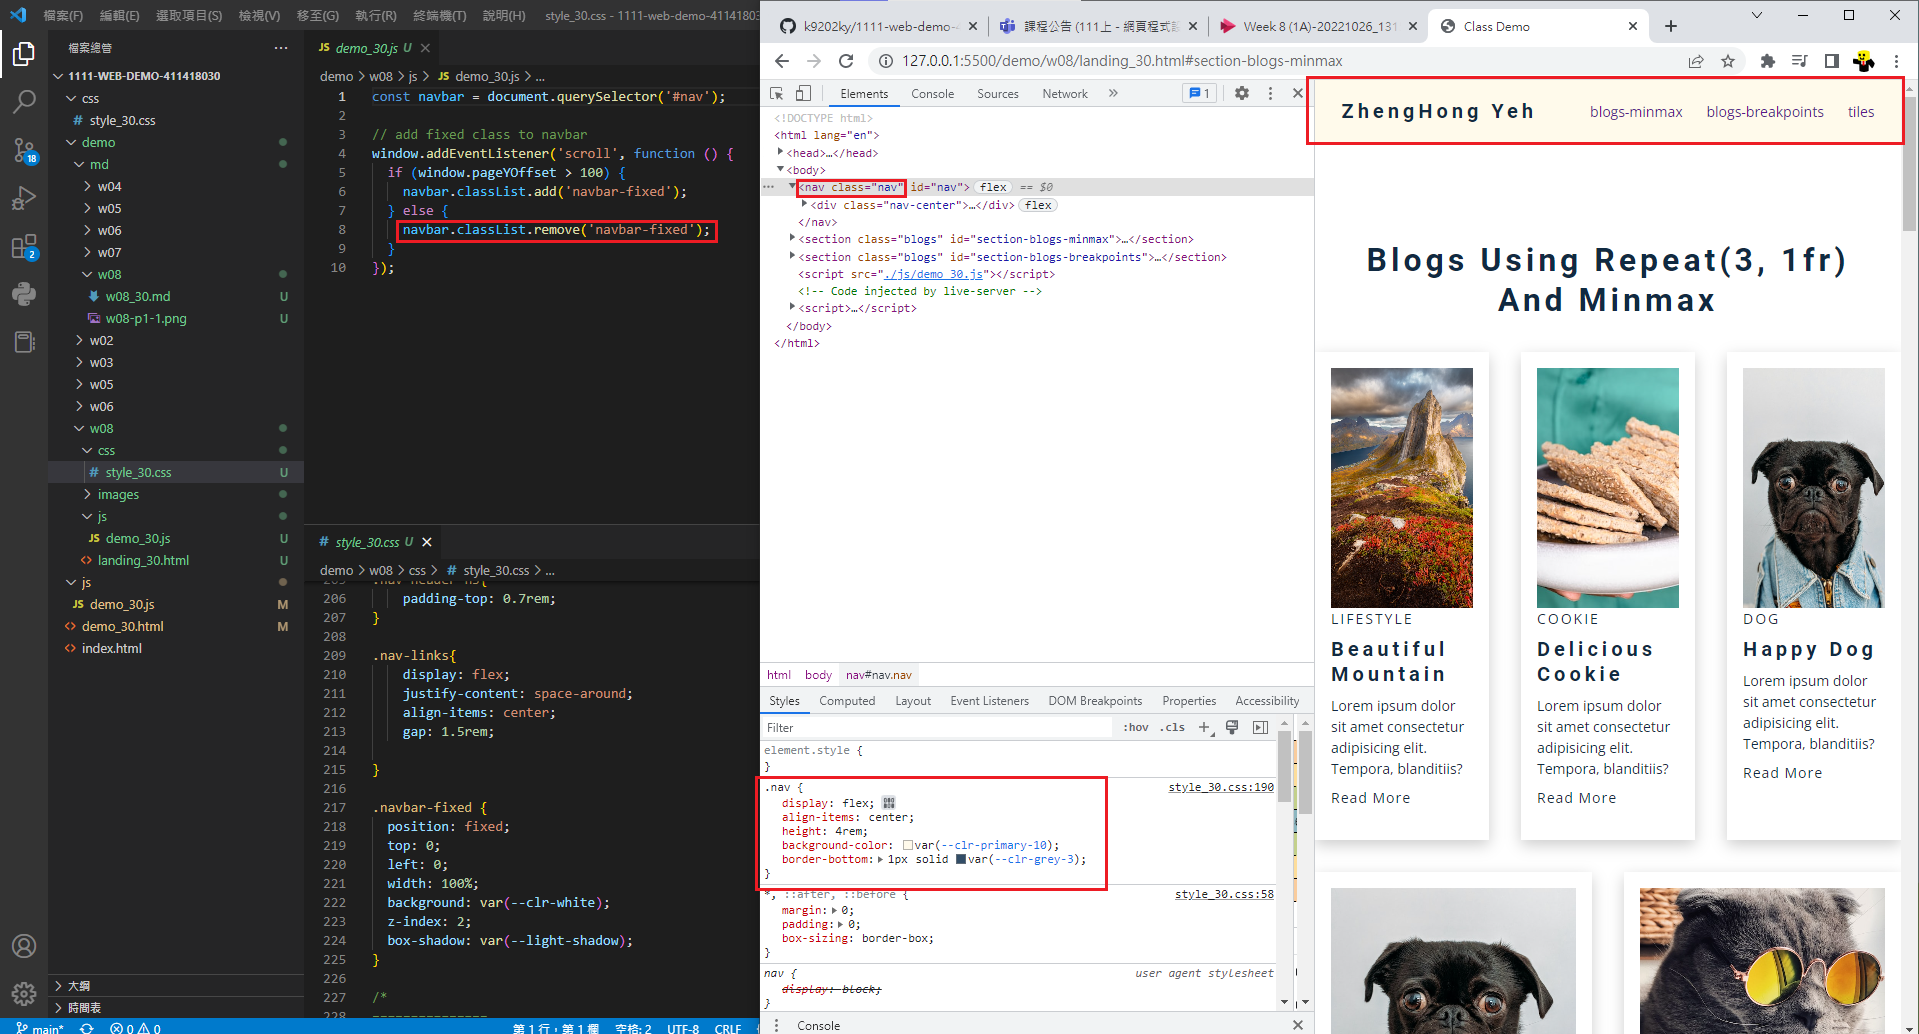 檔案(F) 編輯(E) 選取項目(S) 檢視(V) 移至(G) 執行(R) 終端機(T) 說明(H) style_30.css - 1111-web-demo-41141803
檔案總管
1111-WEB-DEMO-411418030
css
# style_30.css
demo
md
w04
w05
w06
w07
w08
w08_30.md U
w08-p1-1.png U
w02
w03
w05
w06
w08
css
# style_30.css U
images
js
JS demo_30.js U
<> landing_30.html U
js
JS demo_30.js M
<> demo_30.html M
<> index.html
大綱
時間表
18
2
JS demo_30.js U
demo > w08 > js > JS demo_30.js > ...
1 const navbar = document.querySelector('#nav');
2
3 // add fixed class to navbar
4 window.addEventListener('scroll', function () {
5 if (window.pageYOffset > 100) {
6 navbar.classList.add('navbar-fixed');
7 } else {
8 navbar.classList.remove('navbar-fixed');
9 }
10 });
# style_30.css U
demo > w08 > css > # style_30.css > ...
205 .nav-header h5{
206 padding-top: 0.7rem;
207 }
208
209 .nav-links{
210 display: flex;
211 justify-content: space-around;
212 align-items: center;
213 gap: 1.5rem;
214
215 }
216
217 .navbar-fixed {
218 position: fixed;
219 top: 0;
220 left: 0;
221 width: 100%;
222 background: var(--clr-white);
223 z-index: 2;
224 box-shadow: var(--light-shadow);
225 }
226
227 /*
228 ===============
main* 0 0 第 1 行，第 1 欄 空格: 2 UTF-8 CRLF
k9202ky/1111-web-demo-4
課程公告 (111上 - 網頁程式設
Week 8 (1A)-20221026_131
Class Demo
127.0.0.1:5500/demo/w08/landing_30.html#section-blogs-minmax
Elements Console Sources Network » 1
<!DOCTYPE html>
<html lang="en">
<head>…</head>
<body>
<nav class="nav" id="nav"> flex == $0
<div class="nav-center">…</div> flex
</nav>
<section class="blogs" id="section-blogs-minmax">…</section>
<section class="blogs" id="section-blogs-breakpoints">…</section>
<script src="./js/demo_30.js"></script>
<!-- Code injected by live-server -->
<script>…</script>
</body>
</html>
html body nav#nav.nav
Styles Computed Layout Event Listeners DOM Breakpoints Properties Accessibility
Filter :hov .cls +
element.style {
}
.nav { style_30.css:190
display: flex;
align-items: center;
height: 4rem;
background-color: var(--clr-primary-10);
border-bottom: 1px solid var(--clr-grey-3);
}
*, ::after, ::before { style_30.css:58
margin: 0;
padding: 0;
box-sizing: border-box;
}
nav { user agent stylesheet
display: block;
}
Console
ZhengHong Yeh blogs-minmax blogs-breakpoints tiles
Blogs Using Repeat(3, 1fr)
And Minmax
LIFESTYLE
Beautiful
Mountain
Lorem ipsum dolor
sit amet consectetur
adipisicing elit.
Tempora, blanditiis?
Read More
COOKIE
Delicious
Cookie
Lorem ipsum dolor
sit amet consectetur
adipisicing elit.
Tempora, blanditiis?
Read More
DOG
Happy Dog
Lorem ipsum dolor
sit amet consectetur
adipisicing elit.
Tempora, blanditiis?
Read More